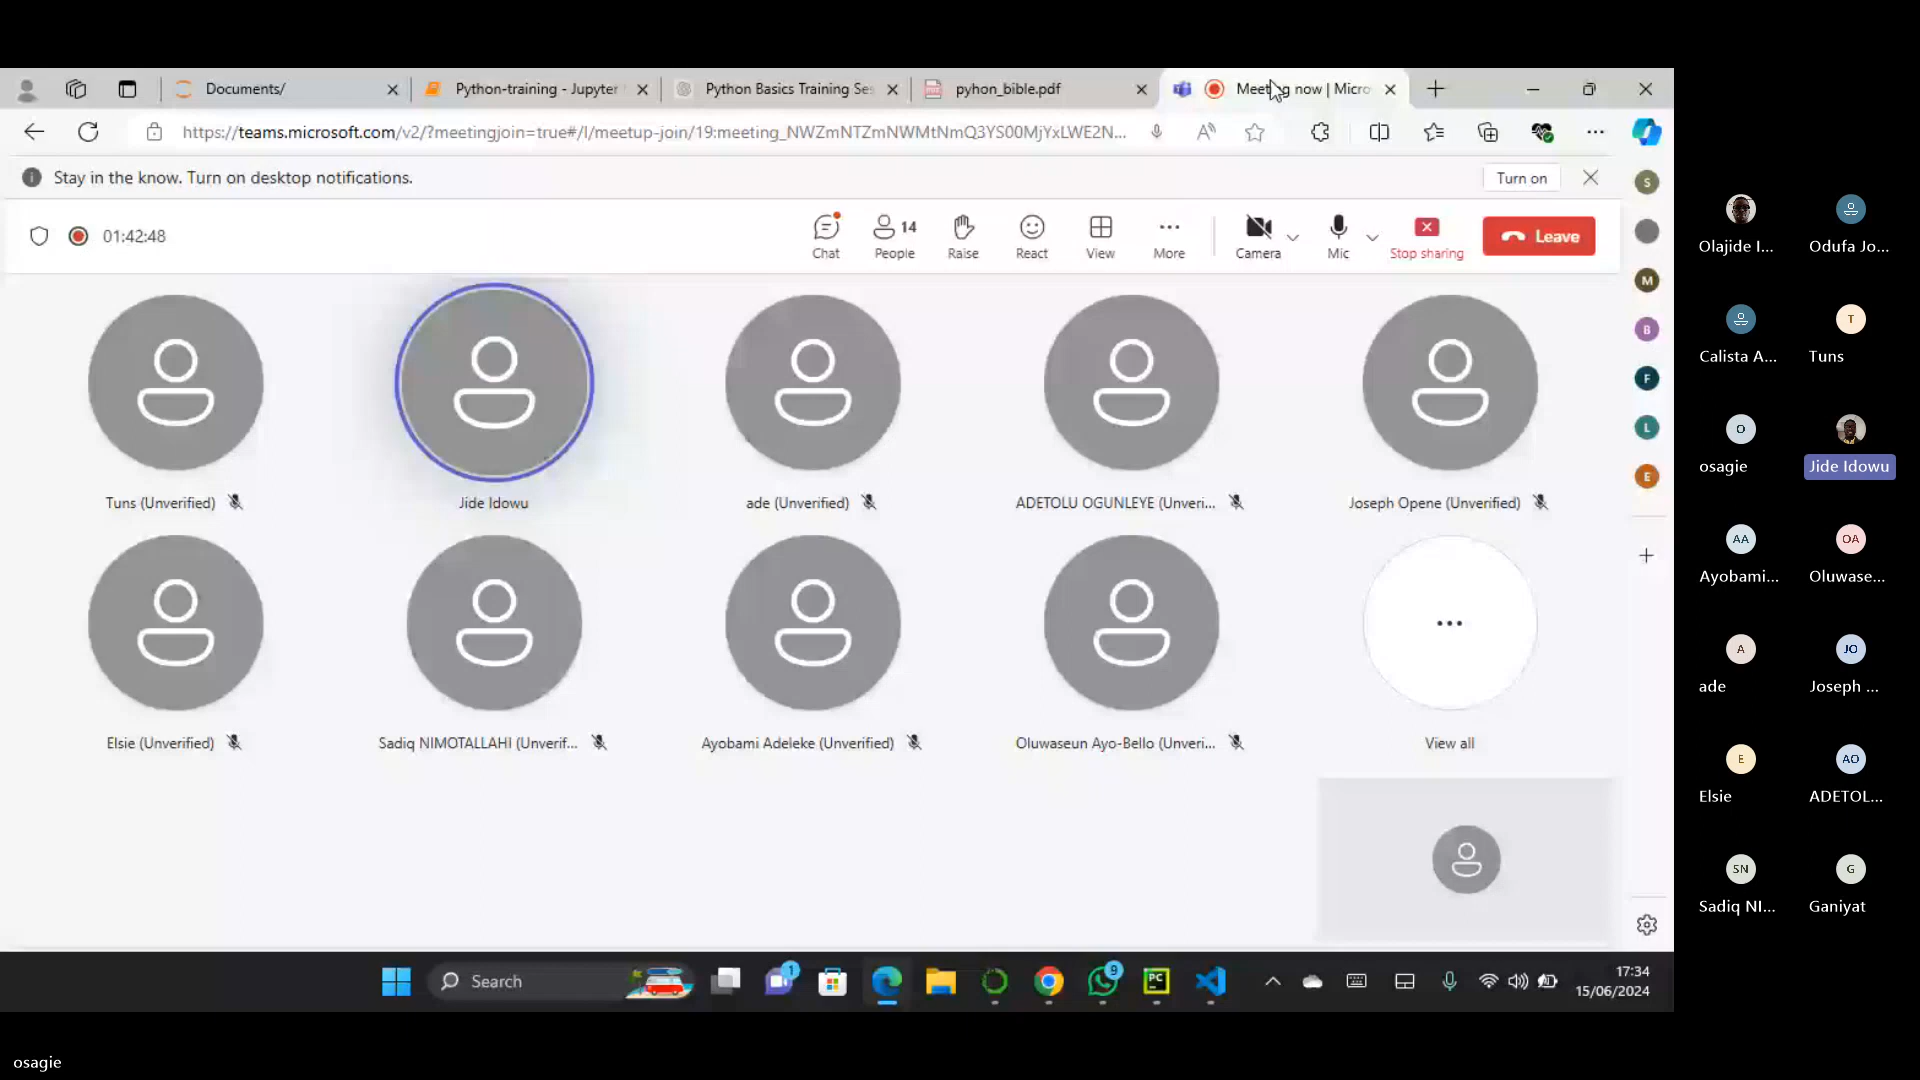 Documents/
Python-training - Jupyter
Python Basics Training Ses
pyhon_bible.pdf
Meeting now | Micro
https://teams.microsoft.com/v2/?meetingjoin=true#/l/meetup-join/19:meeting_NWZmNTZmNWMtNmQ3YS00MjYxLWE2N...
Stay in the know. Turn on desktop notifications.
Turn on
01:42:48
Chat
14
People
Raise
React
View
More
Camera
Mic
Stop sharing
Leave
Tuns (Unverified)
Jide Idowu
ade (Unverified)
ADETOLU OGUNLEYE (Unveri...
Joseph Opene (Unverified)
Elsie (Unverified)
Sadiq NIMOTALLAHI (Unverif...
Ayobami Adeleke (Unverified)
Oluwaseun Ayo-Bello (Unveri...
View all
S
M
B
F
L
E
Olajide I...
Odufa Jo...
Calista A...
T
Tuns
O
osagie
Jide Idowu
AA
Ayobami...
OA
Oluwase...
A
ade
JO
Joseph ...
E
Elsie
AO
ADETOL...
SN
Sadiq NI...
G
Ganiyat
Search
1
9
PC
17:34
15/06/2024
osagie